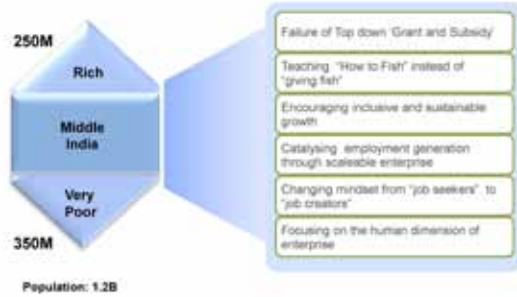 250M
Rich
Middle
India
Very
Poor
350M
Population: 1.2B
Failure of Top down 'Grant and Subsidy'
Teaching "How to Fish" instead of
"giving fish"
Encouraging inclusive and sustainable
growth
Catalysing employment generation
through scaleable enterprise
Changing mindset from "job seekers" to
"job creators"
Focusing on the human dimension of
enterprise